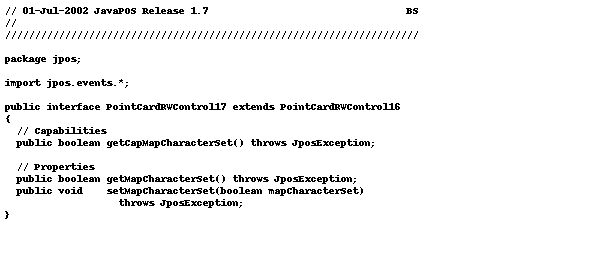 // 01-Jul-2002 JavaPOS Release 1.7                                 BS
//
/////////////////////////////////////////////////////////////////////

package jpos;

import jpos.events.*;

public interface PointCardRWControl17 extends PointCardRWControl16
{
  // Capabilities
  public boolean getCapMapCharacterSet() throws JposException;

  // Properties
  public boolean getMapCharacterSet() throws JposException;
  public void    setMapCharacterSet(boolean mapCharacterSet)
                   throws JposException;
}